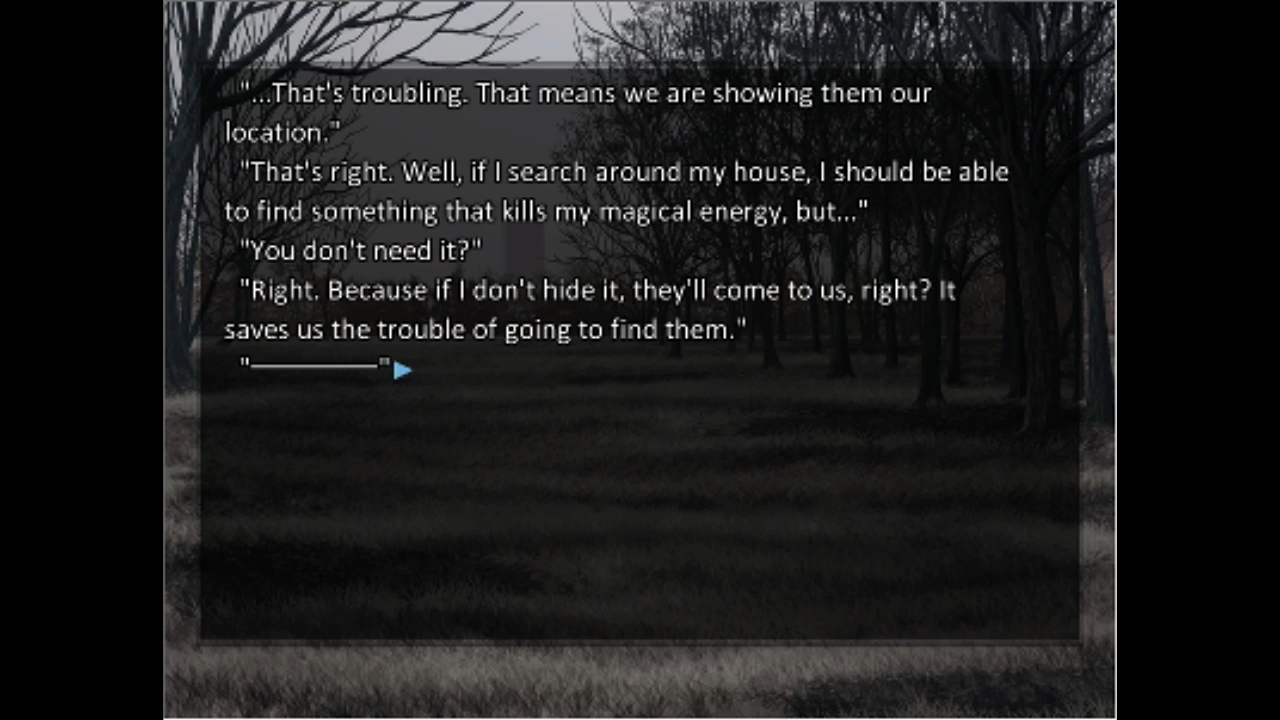 "...That's troubling. That means we are showing them our
location."
"That's right. Well, if I search around my house, I should be able
to find something that kills my magical energy, but..."
"You don't need it?"
"Right. Because if I don't hide it, they'll come to us, right? It
saves us the trouble of going to find them."
"―――――"